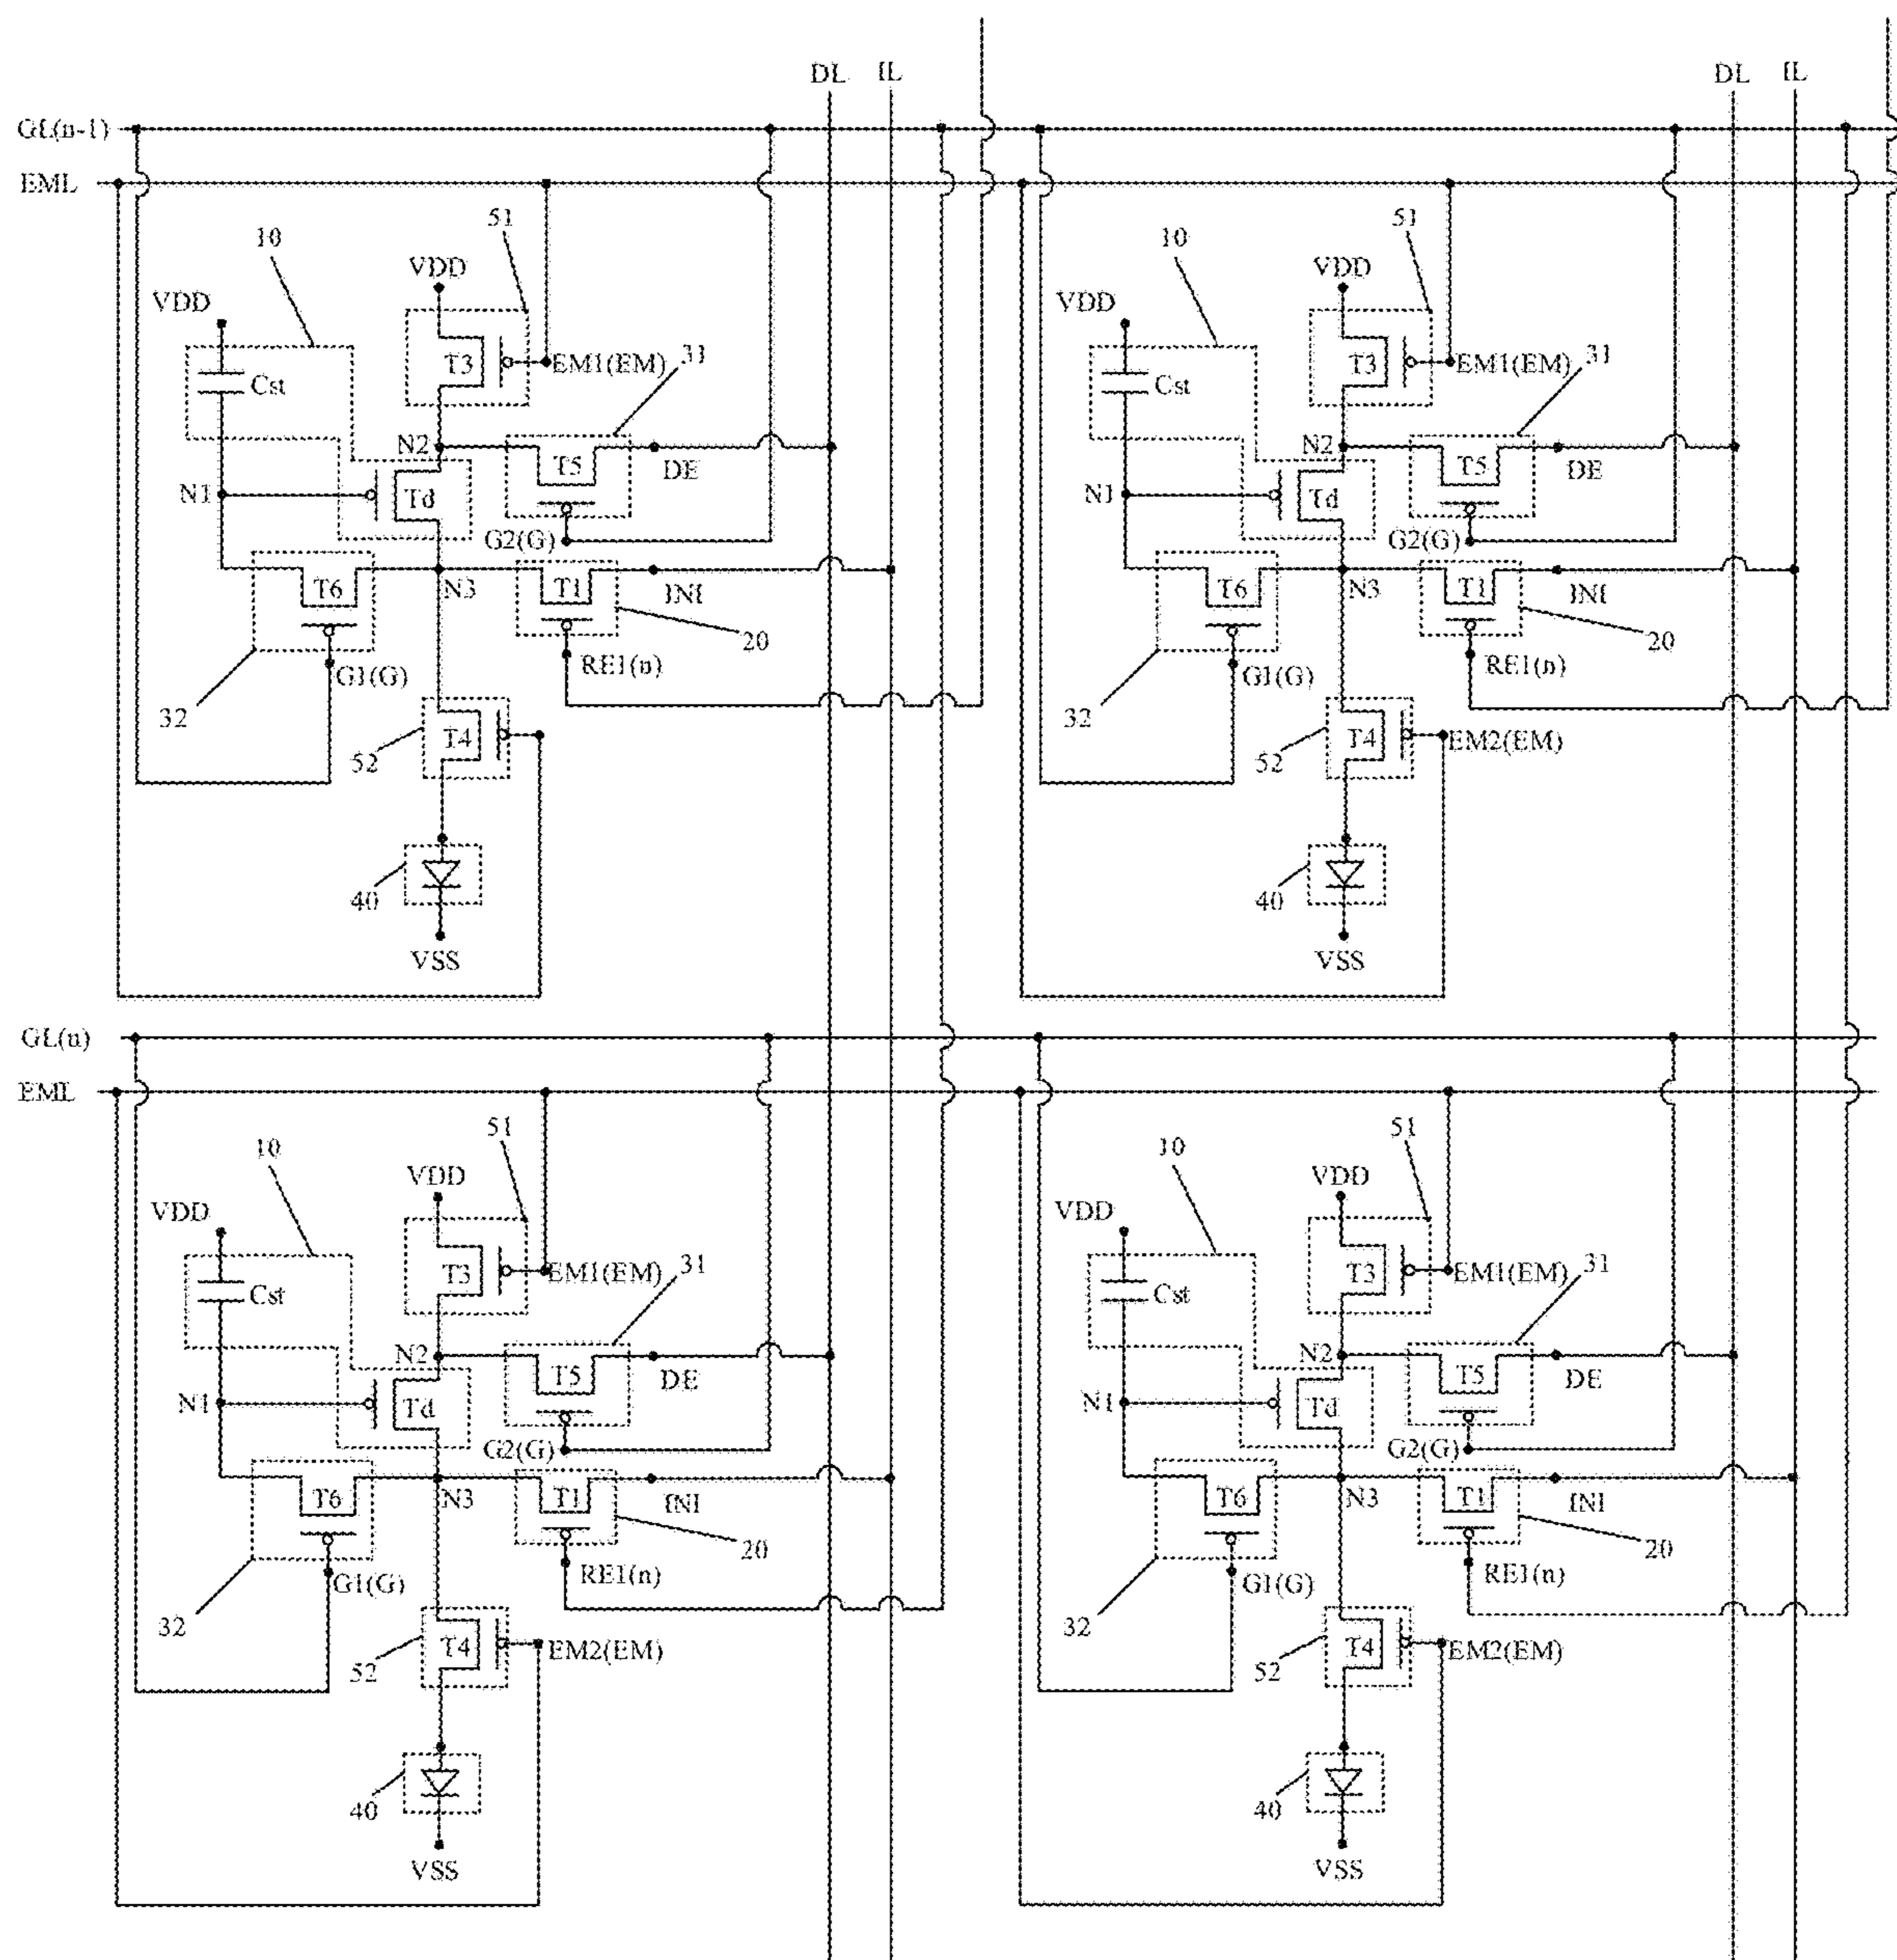 DL IL DL IL
GL(n-1)
EML
51 51
10 10
VDD VDD
VDD VDD
T3 EM1(EM) 31 T3 EM1(EM) 31
Cst Cst
N2 T5 DE N2 T5 DE
N1 Td N1 Td
G2(G) G2(G)
T6 N3 T1 INI T6 N3 T1 INI
20 20
G1(G) RE1(n) G1(G) RE1(n)
32 32
52 T4 52 T4 EM2(EM)
40 40
VSS VSS
GL(n)
EML
51 51
10 10
VDD VDD
VDD VDD
T3 EM1(EM) 31 T3 EM1(EM) 31
Cst Cst
N2 T5 DE N2 T5 DE
N1 Td N1 Td
G2(G) G2(G)
T6 N3 T1 INI T6 N3 T1 INI
20 20
G1(G) RE1(n) G1(G) RE1(n)
32 32
52 T4 EM2(EM) 52 T4 EM2(EM)
40 40
VSS VSS